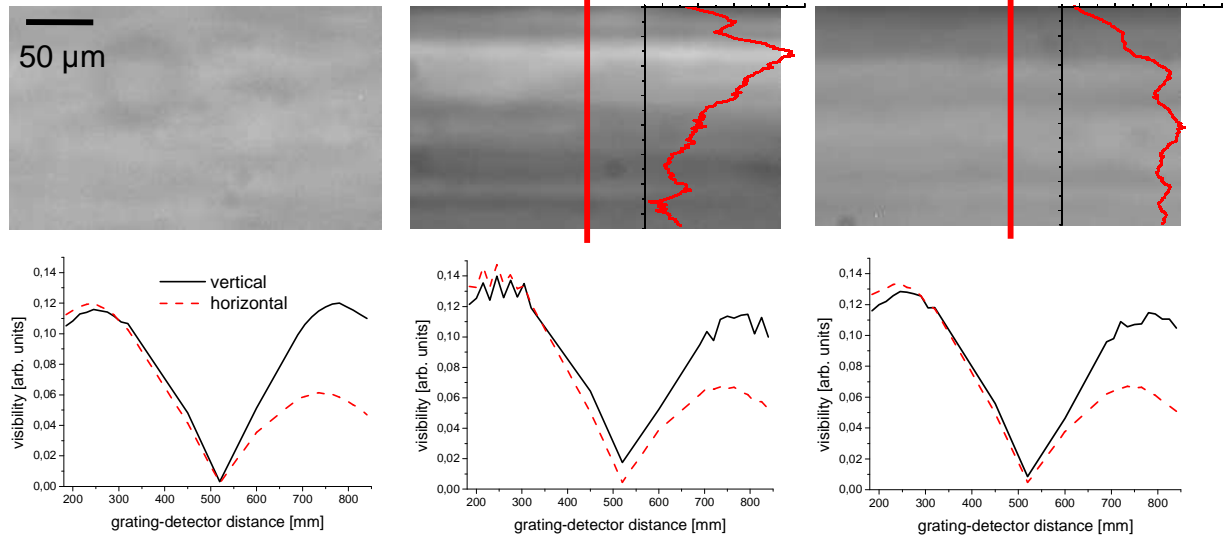 50 µm
0,14
0,12
0,10
0,08
0,06
0,04
0,02
0,00
visibility [arb. units]
vertical
horizontal
200 300 400 500 600 700 800
grating-detector distance [mm]
0,14
0,12
0,10
0,08
0,06
0,04
0,02
0,00
visibility [arb. units]
200 300 400 500 600 700 800
grating-detector distance [mm]
0,14
0,12
0,10
0,08
0,06
0,04
0,02
0,00
visibility [arb. units]
200 300 400 500 600 700 800
grating-detector distance [mm]